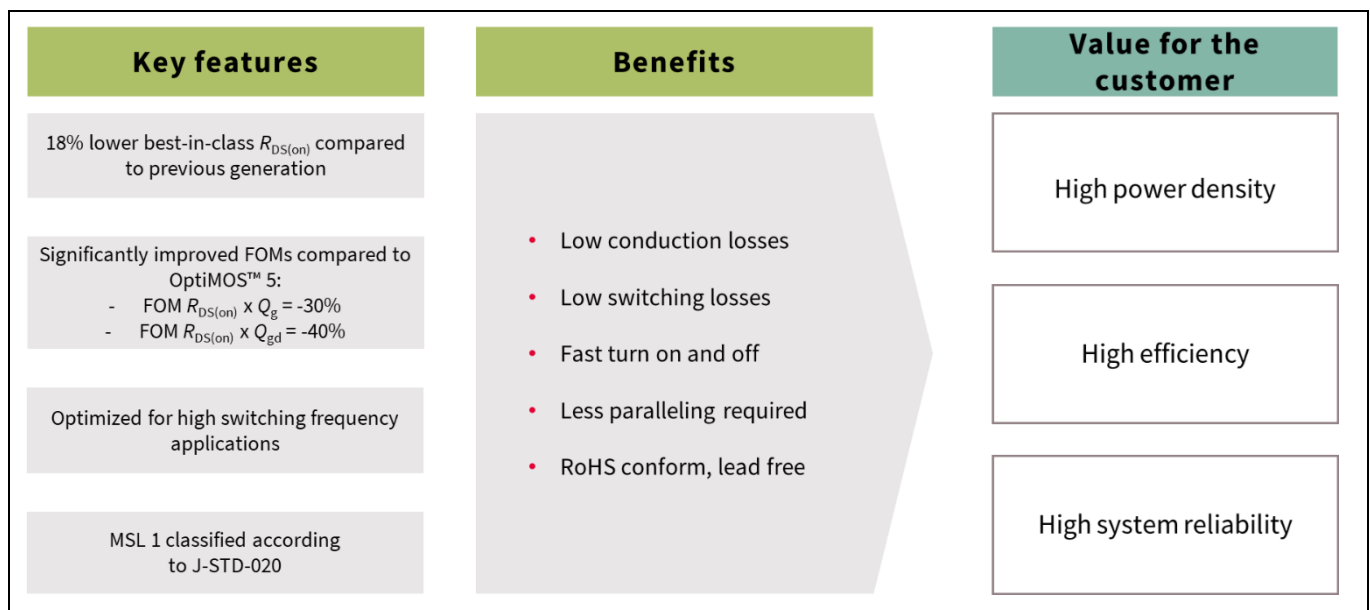 Key features
18% lower best-in-class RDS(on) compared
to previous generation
Significantly improved FOMs compared to
OptiMOS™ 5:
- FOM RDS(on) x Qg = -30%
- FOM RDS(on) x Qgd = -40%
Optimized for high switching frequency
applications
MSL 1 classified according
to J-STD-020
Benefits
• Low conduction losses
• Low switching losses
• Fast turn on and off
• Less paralleling required
• RoHS conform, lead free
Value for the
customer
High power density
High efficiency
High system reliability